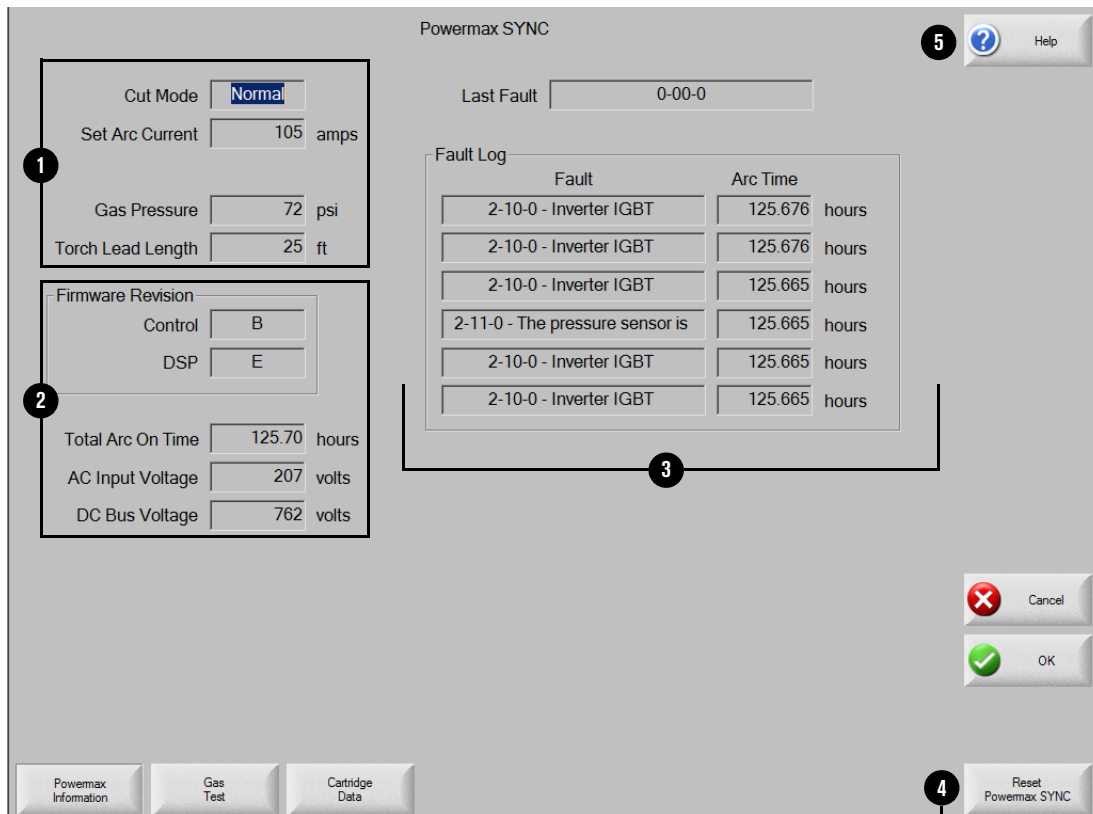 Powermax SYNC
5
Help
Cut Mode Normal
Set Arc Current 105 amps
1
Gas Pressure 72 psi
Torch Lead Length 25 ft
Last Fault 0-00-0
Fault Log
Fault Arc Time
2-10-0 - Inverter IGBT 125.676 hours
2-10-0 - Inverter IGBT 125.676 hours
2-10-0 - Inverter IGBT 125.665 hours
2-11-0 - The pressure sensor is 125.665 hours
2-10-0 - Inverter IGBT 125.665 hours
2-10-0 - Inverter IGBT 125.665 hours
3
Firmware Revision
Control B
DSP E
2
Total Arc On Time 125.70 hours
AC Input Voltage 207 volts
DC Bus Voltage 762 volts
Cancel
OK
Powermax
Information
Gas
Test
Cartridge
Data
4
Reset
Powermax SYNC